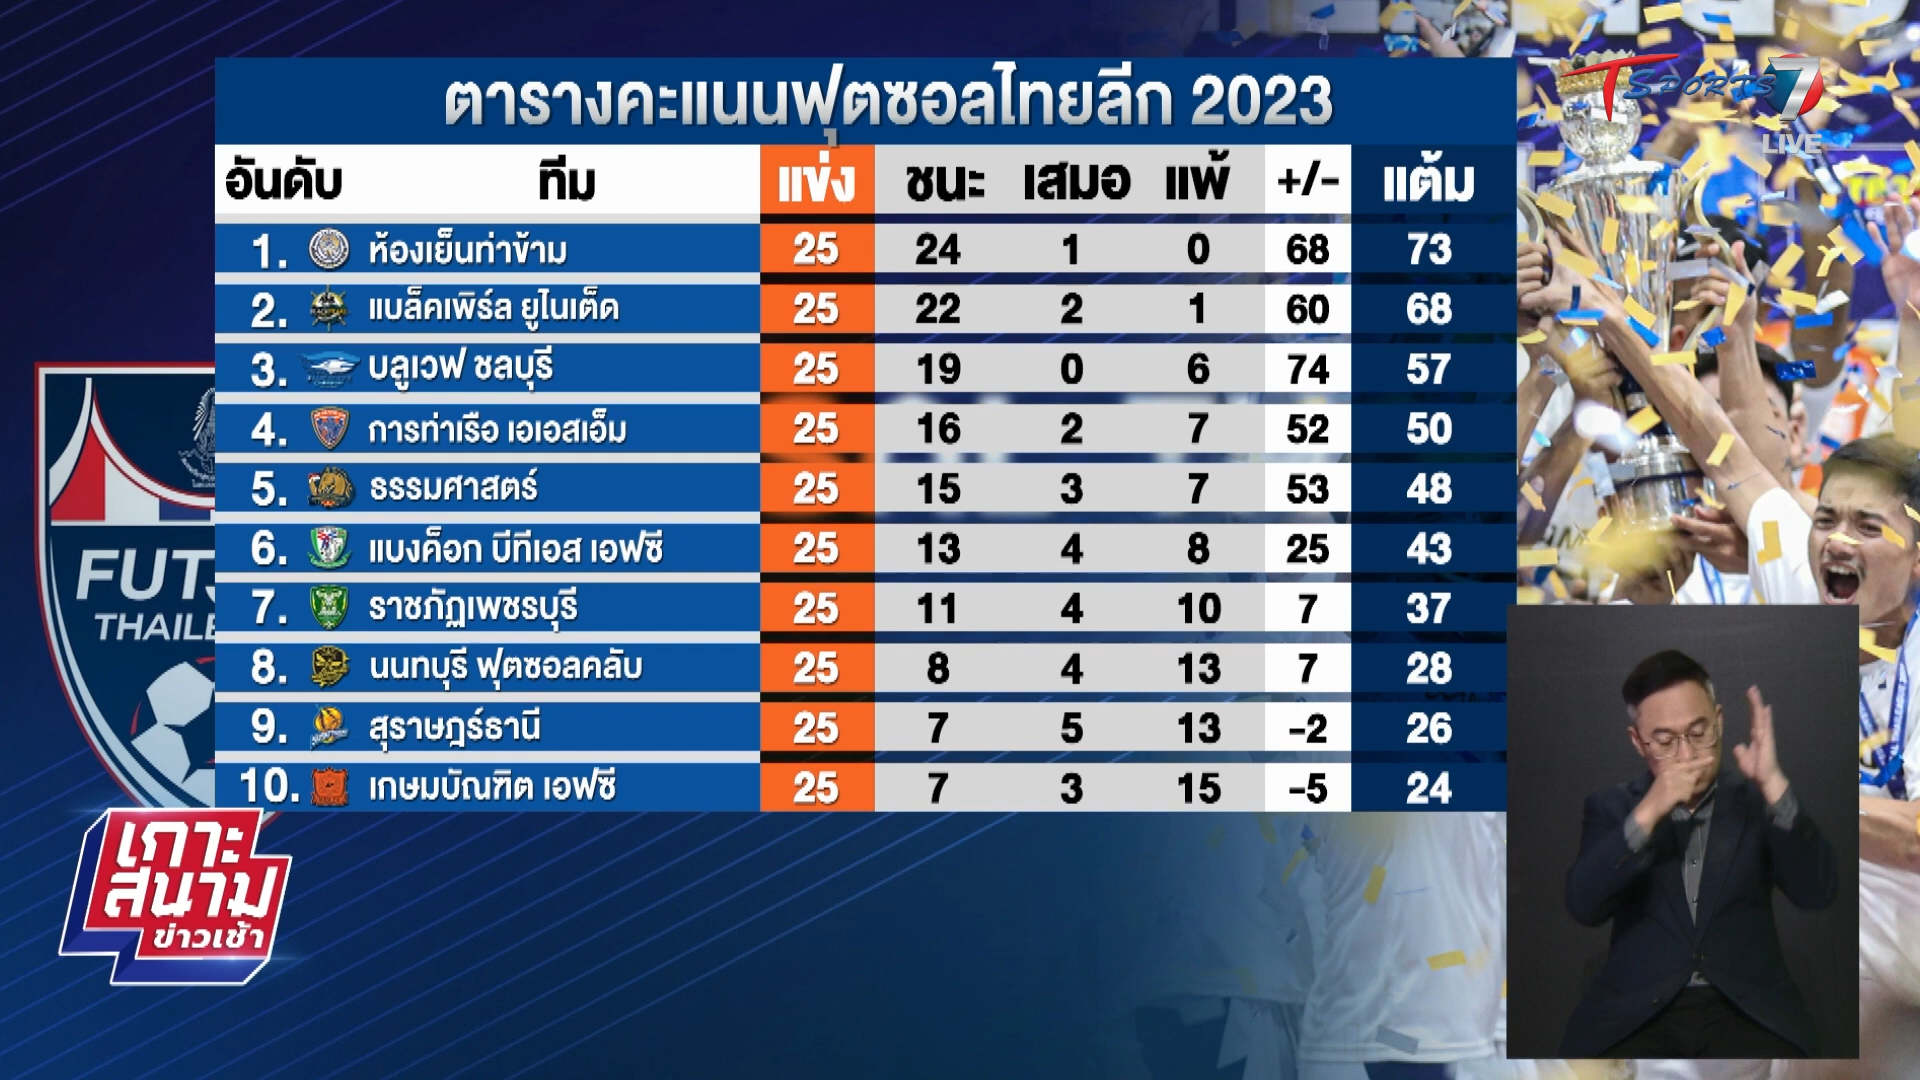 ตารางคะแนนฟุตซอลไทยลีก 2023
T SPORTS 7
LIVE
อันดับ ทีม แข่ง ชนะ เสมอ แพ้ +/- แต้ม
1. ห้องเย็นท่าข้าม 25 24 1 0 68 73
2. แบล็คเพิร์ล ยูไนเต็ด 25 22 2 1 60 68
3. บลูเวฟ ชลบุรี 25 19 0 6 74 57
4. การท่าเรือ เอเอสเอ็ม 25 16 2 7 52 50
5. ธรรมศาสตร์ 25 15 3 7 53 48
6. แบงค็อก บีทีเอส เอฟซี 25 13 4 8 25 43
7. ราชภัฏเพชรบุรี 25 11 4 10 7 37
8. นนทบุรี ฟุตซอลคลับ 25 8 4 13 7 28
9. สุราษฎร์ธานี 25 7 5 13 -2 26
10. เกษมบัณฑิต เอฟซี 25 7 3 15 -5 24
FUTS
THAILE
เกาะ
สนาม
ข่าวเช้า